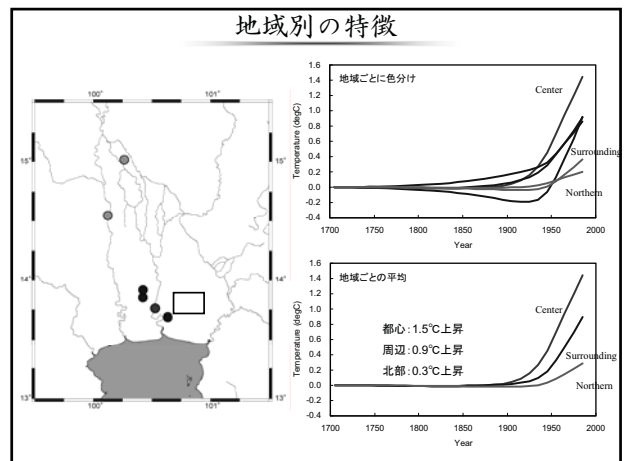 地域別の特徴
100° 101°
15° 15°
14° 14°
13° 13°
100° 101°
地域ごとに色分け
Temperature (degC)
1.6
1.4
1.2
1.0
0.8
0.6
0.4
0.2
0.0
-0.2
-0.4
Center
Surrounding
Northern
1700 1750 1800 1850 1900 1950 2000
Year
地域ごとの平均
Temperature (degC)
1.6
1.4
1.2
1.0
0.8
0.6
0.4
0.2
0.0
-0.2
-0.4
Center
都心:1.5℃上昇
周辺:0.9℃上昇
北部:0.3℃上昇
Surrounding
Northern
1700 1750 1800 1850 1900 1950 2000
Year